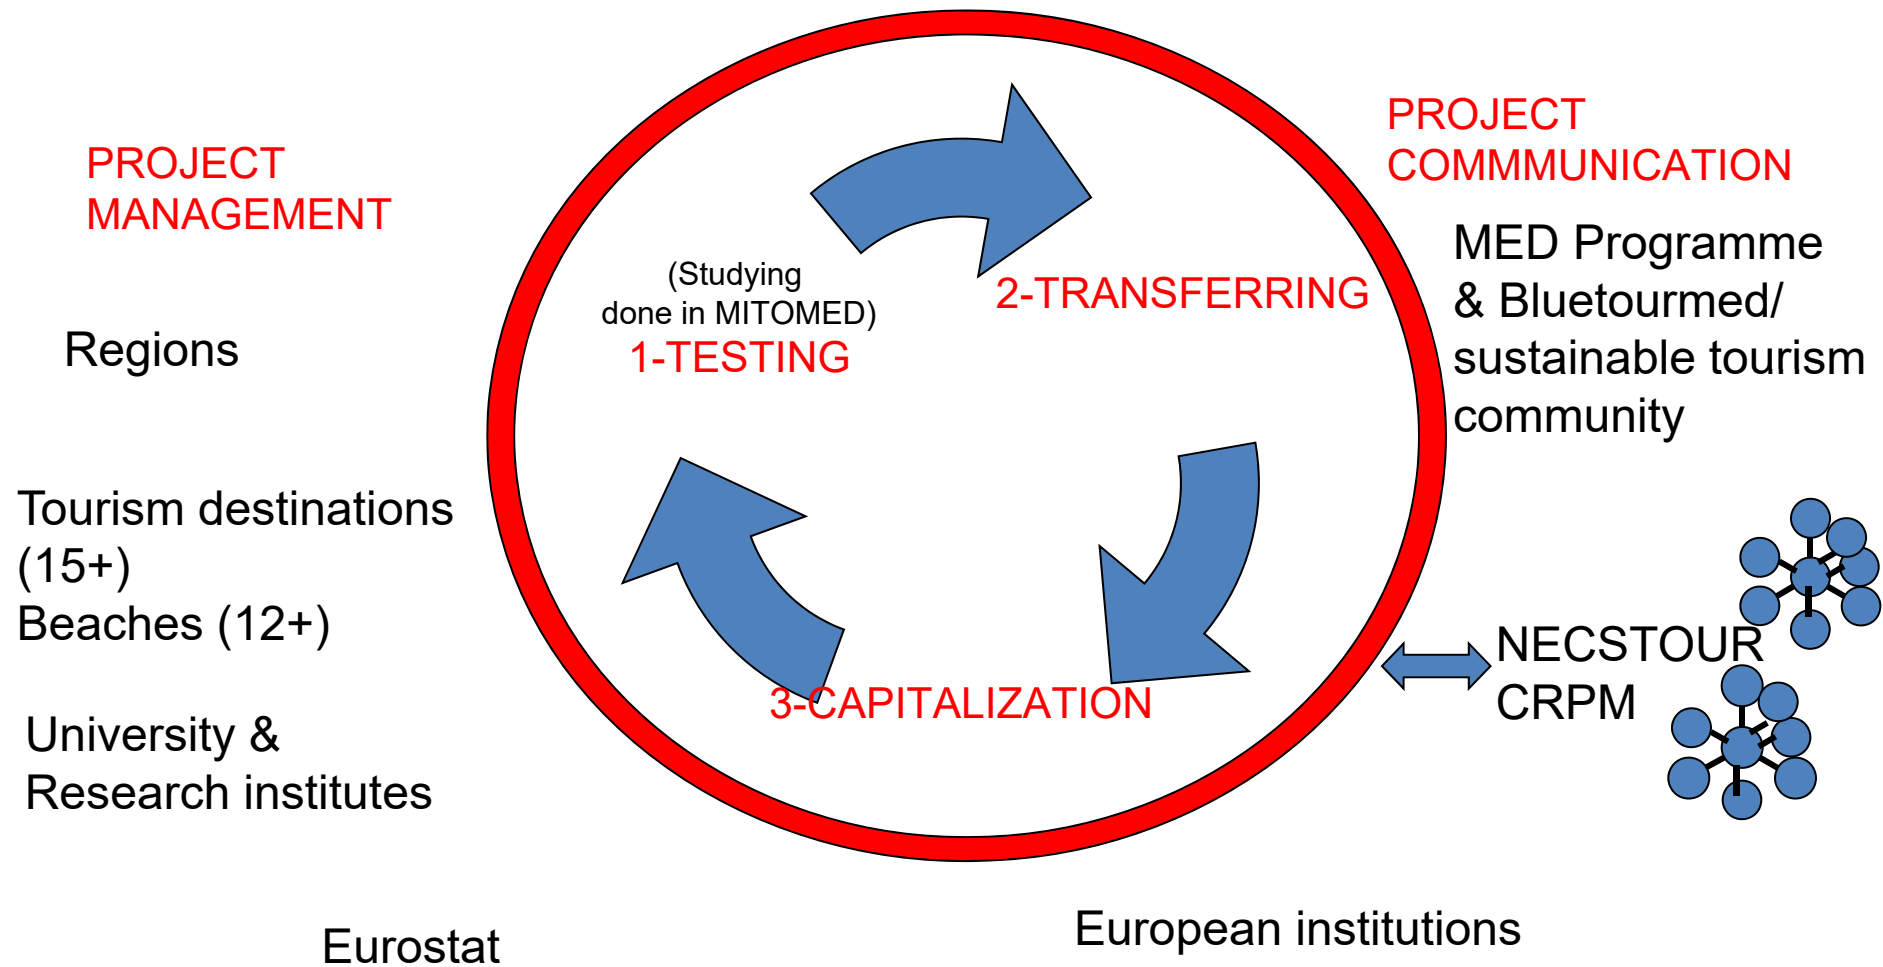 PROJECT
MANAGEMENT
Regions
Tourism destinations
(15+)
Beaches (12+)
University &
Research institutes
Eurostat
(Studying
done in MITOMED)
1-TESTING
2-TRANSFERRING
3-CAPITALIZATION
PROJECT
COMMMUNICATION
MED Programme
& Bluetourmed/
sustainable tourism
community
NECSTOUR
CRPM
European institutions